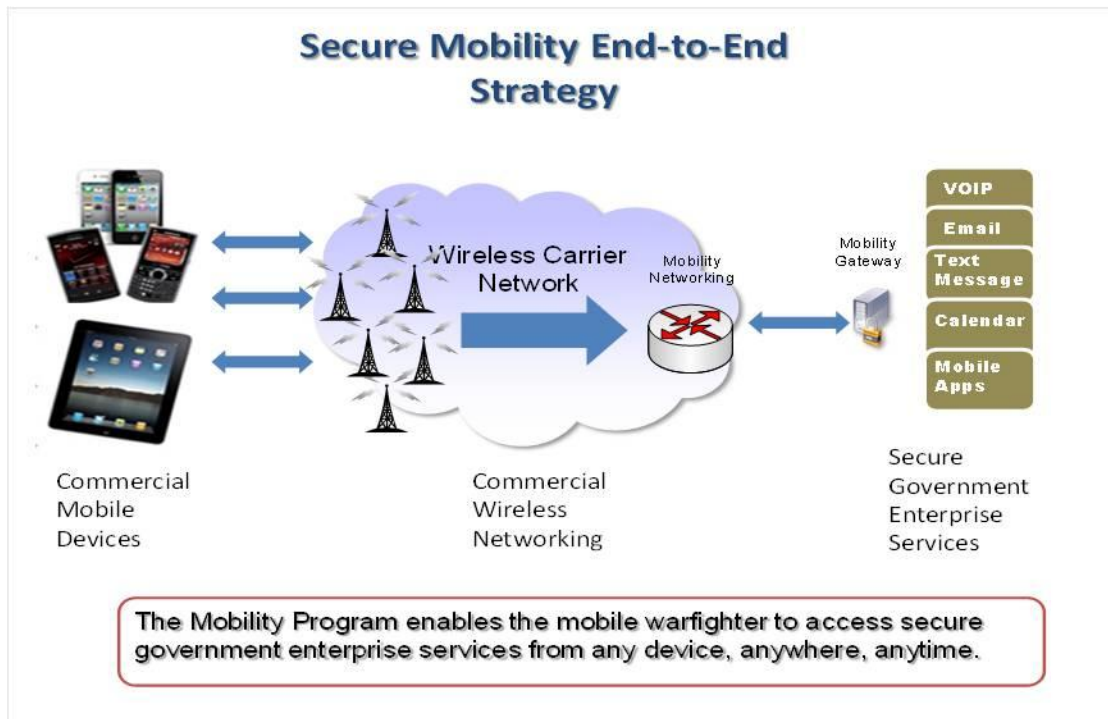 Secure Mobility End-to-End
Strategy
Wireless Carrier
Network
Mobility
Networking
Mobility
Gateway
VOIP
Email
Text
Message
Calendar
Mobile
Apps
Commercial
Mobile
Devices
Commercial
Wireless
Networking
Secure
Government
Enterprise
Services
The Mobility Program enables the mobile warfighter to access secure
government enterprise services from any device, anywhere, anytime.